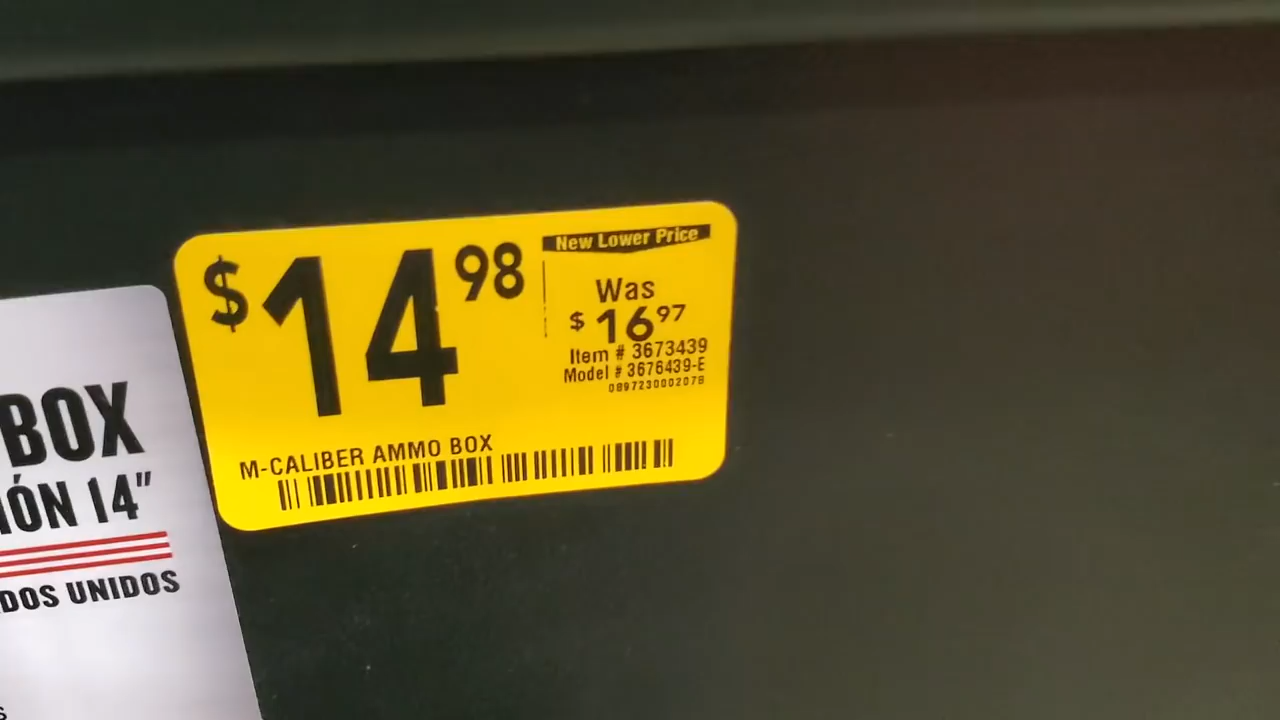 $14 98
New Lower Price
Was
$16 97
Item # 3673439
Model # 3676439-E
0897230002078
M-CALIBER AMMO BOX
BOX
IÓN 14"
DOS UNIDOS